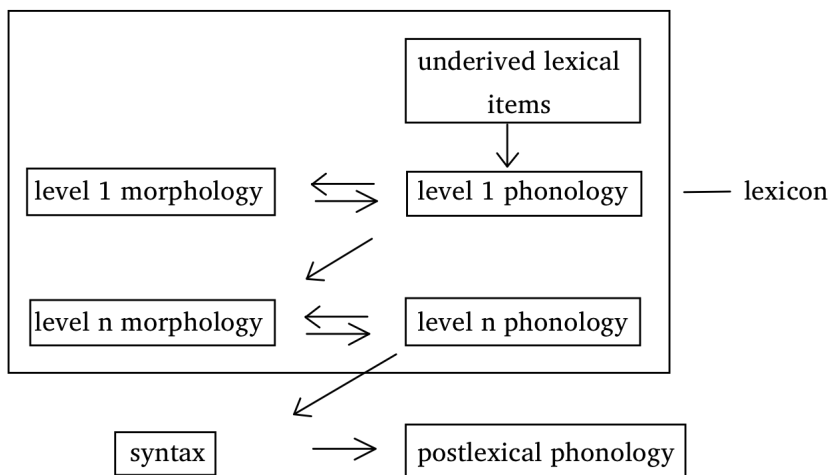 underived lexical
items
level 1 morphology
level 1 phonology
lexicon
level n morphology
level n phonology
syntax
postlexical phonology